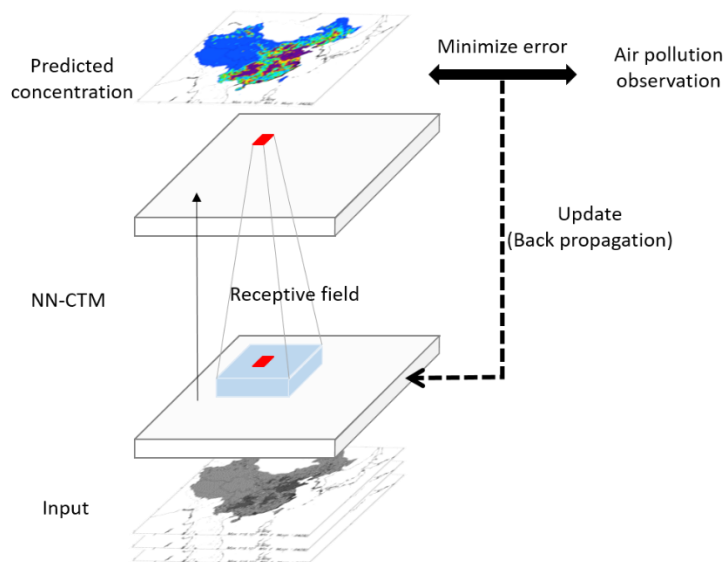 Predicted
concentration
Minimize error
Air pollution
observation
Update
(Back propagation)
NN-CTM
Receptive field
Input